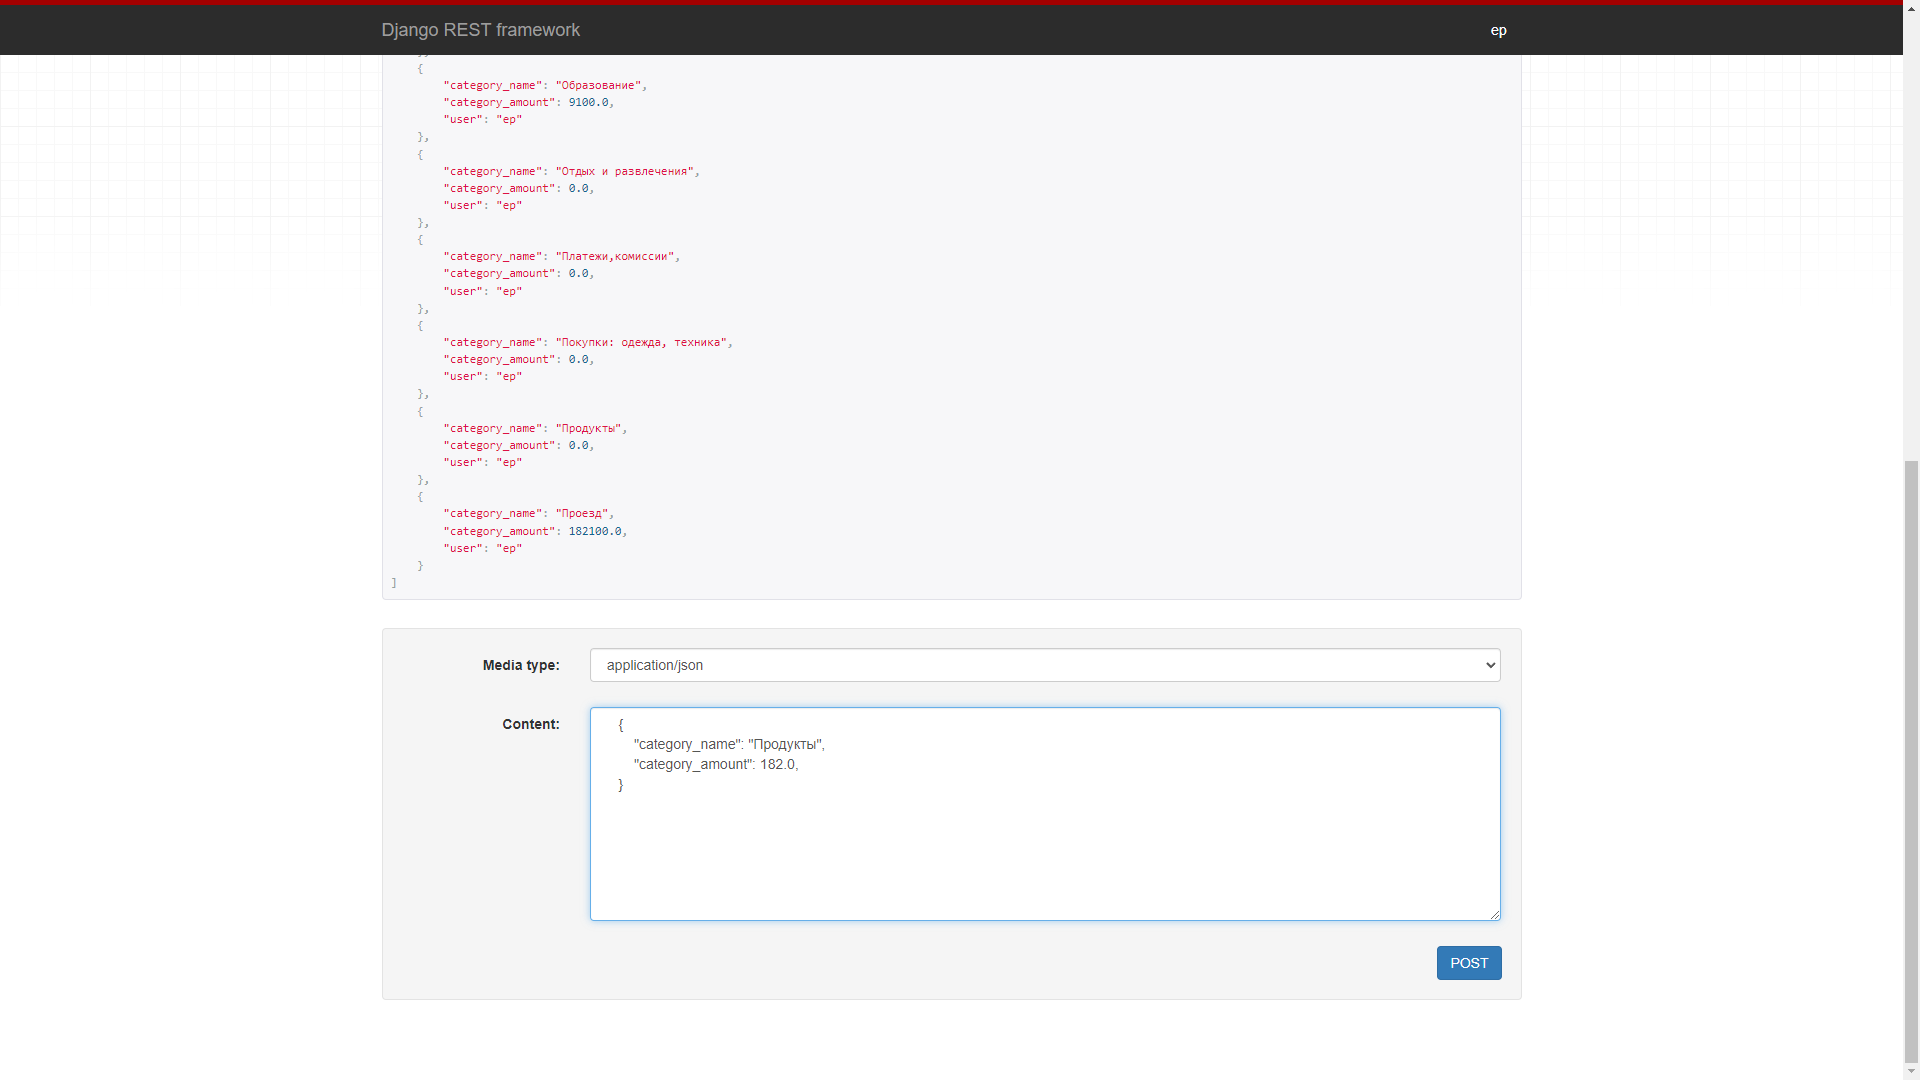 Django REST framework
ep
},
{
"category_name": "Образование",
"category_amount": 9100.0,
"user": "ep"
},
{
"category_name": "Отдых и развлечения",
"category_amount": 0.0,
"user": "ep"
},
{
"category_name": "Платежи,комиссии",
"category_amount": 0.0,
"user": "ep"
},
{
"category_name": "Покупки: одежда, техника",
"category_amount": 0.0,
"user": "ep"
},
{
"category_name": "Продукты",
"category_amount": 0.0,
"user": "ep"
},
{
"category_name": "Проезд",
"category_amount": 182100.0,
"user": "ep"
}
]
Media type:
application/json
Content:
{
"category_name": "Продукты",
"category_amount": 182.0,
}
POST